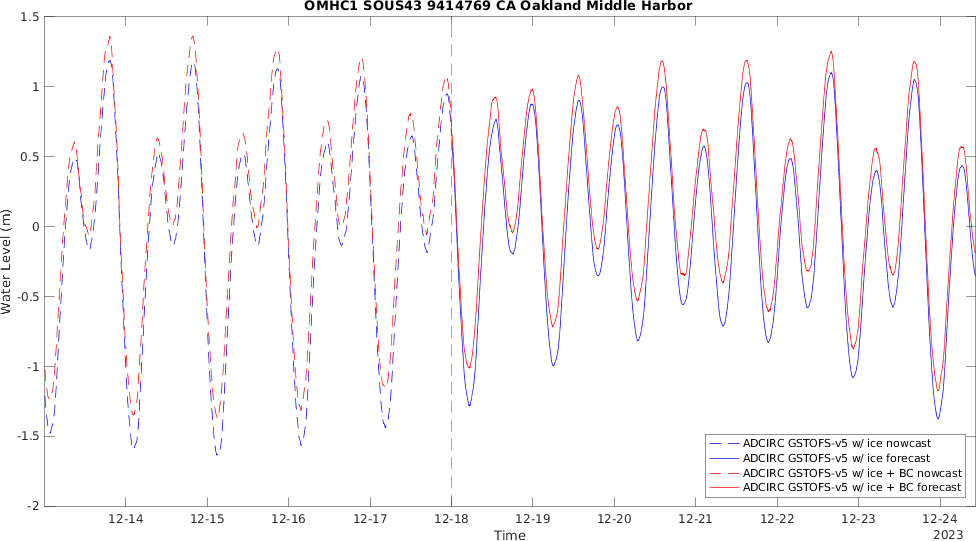 OMHC1 SOUS43 9414769 CA Oakland Middle Harbor
1.5
1
0.5
0
-0.5
-1
-1.5
-2
Water Level (m)
12-14 12-15 12-16 12-17 12-18 12-19 12-20 12-21 12-22 12-23 12-24
Time
2023
ADCIRC GSTOFS-v5 w/ ice nowcast
ADCIRC GSTOFS-v5 w/ ice forecast
ADCIRC GSTOFS-v5 w/ ice + BC nowcast
ADCIRC GSTOFS-v5 w/ ice + BC forecast